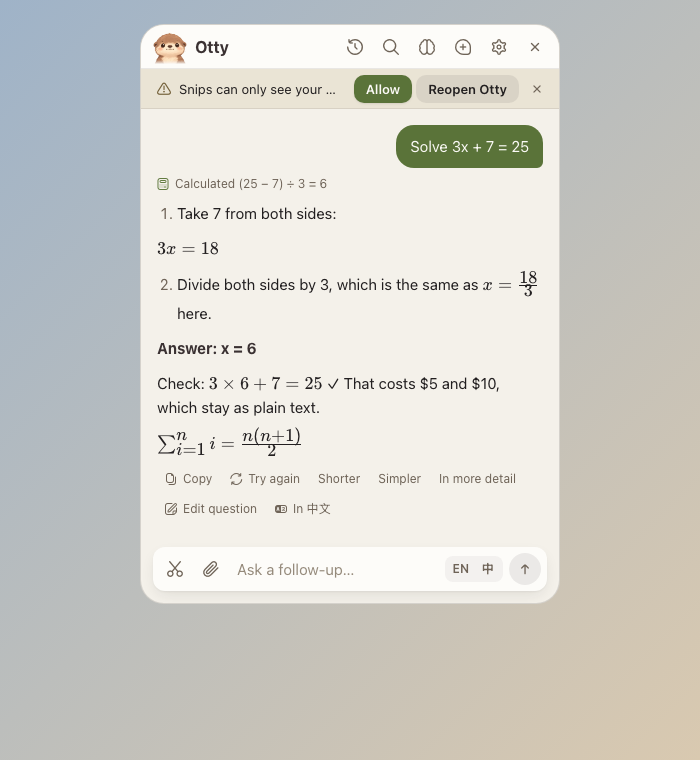 Otty
Snips can only see your ...
Allow
Reopen Otty
Solve 3x + 7 = 25
Calculated (25 − 7) ÷ 3 = 6
1. Take 7 from both sides:
3x = 18
2. Divide both sides by 3, which is the same as x = 18/3
here.
Answer: x = 6
Check: 3 × 6 + 7 = 25 ✓ That costs $5 and $10,
which stay as plain text.
∑ⁿᵢ₌₁ i = n(n+1)/2
Copy Try again Shorter Simpler In more detail
Edit question In 中文
Ask a follow-up... EN 中